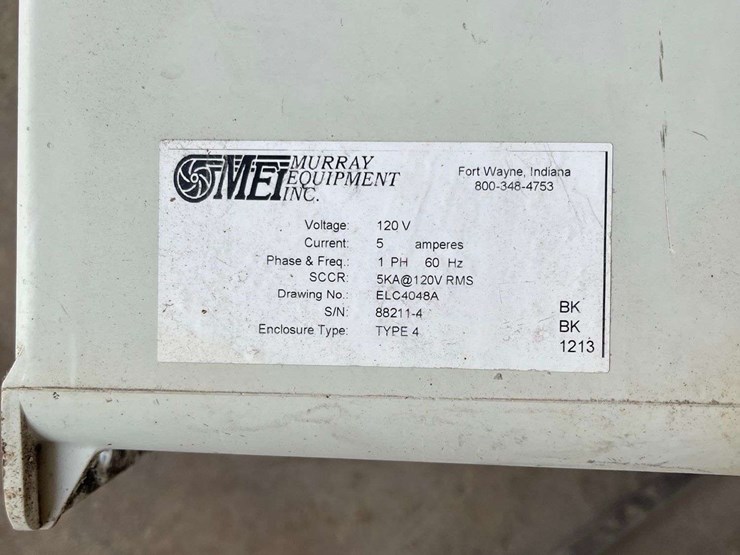 MEI MURRAY
EQUIPMENT
INC.
Fort Wayne, Indiana
800-348-4753
Voltage: 120 V
Current: 5 amperes
Phase & Freq.: 1 PH 60 Hz
SCCR: 5KA@120V RMS
Drawing No.: ELC4048A
S/N: 88211-4
Enclosure Type: TYPE 4
BK
BK
1213